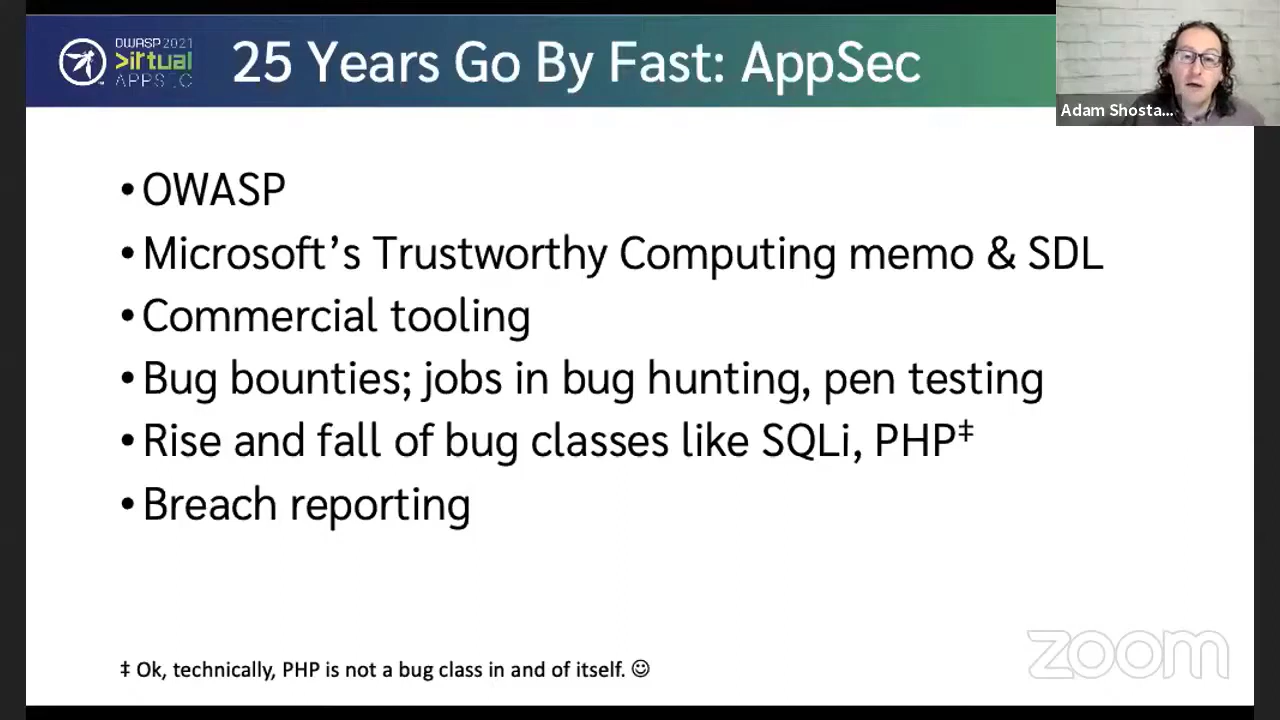 OWASP 2021
>irtual
APPSEC
25 Years Go By Fast: AppSec
Adam Shosta...
• OWASP
• Microsoft’s Trustworthy Computing memo & SDL
• Commercial tooling
• Bug bounties; jobs in bug hunting, pen testing
• Rise and fall of bug classes like SQLi, PHP‡
• Breach reporting
‡ Ok, technically, PHP is not a bug class in and of itself. ☺
zoom